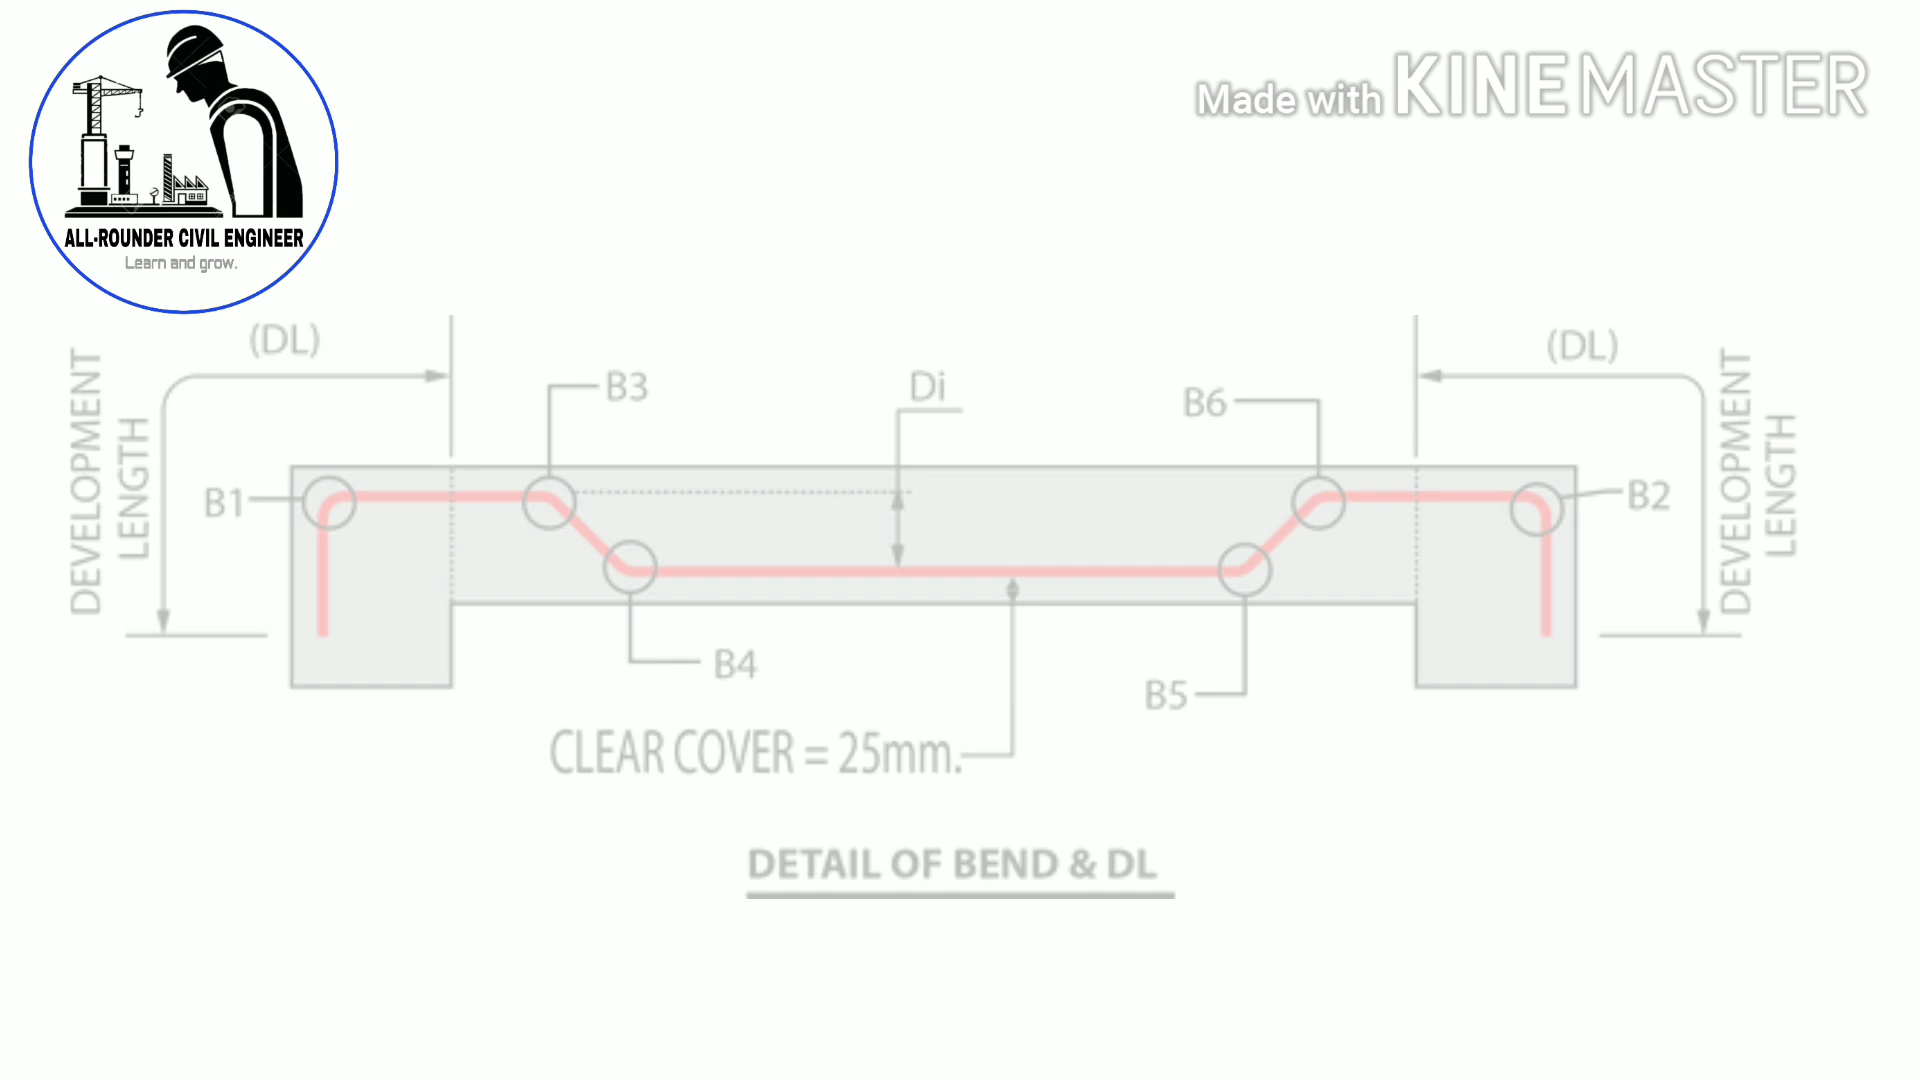 ALL-ROUNDER CIVIL ENGINEER
Learn and grow.
Made with KINEMASTER
(DL)
(DL)
DEVELOPMENT
LENGTH
B3
Di
B6
DEVELOPMENT
LENGTH
B1
B2
B4
B5
CLEAR COVER = 25mm.
DETAIL OF BEND & DL